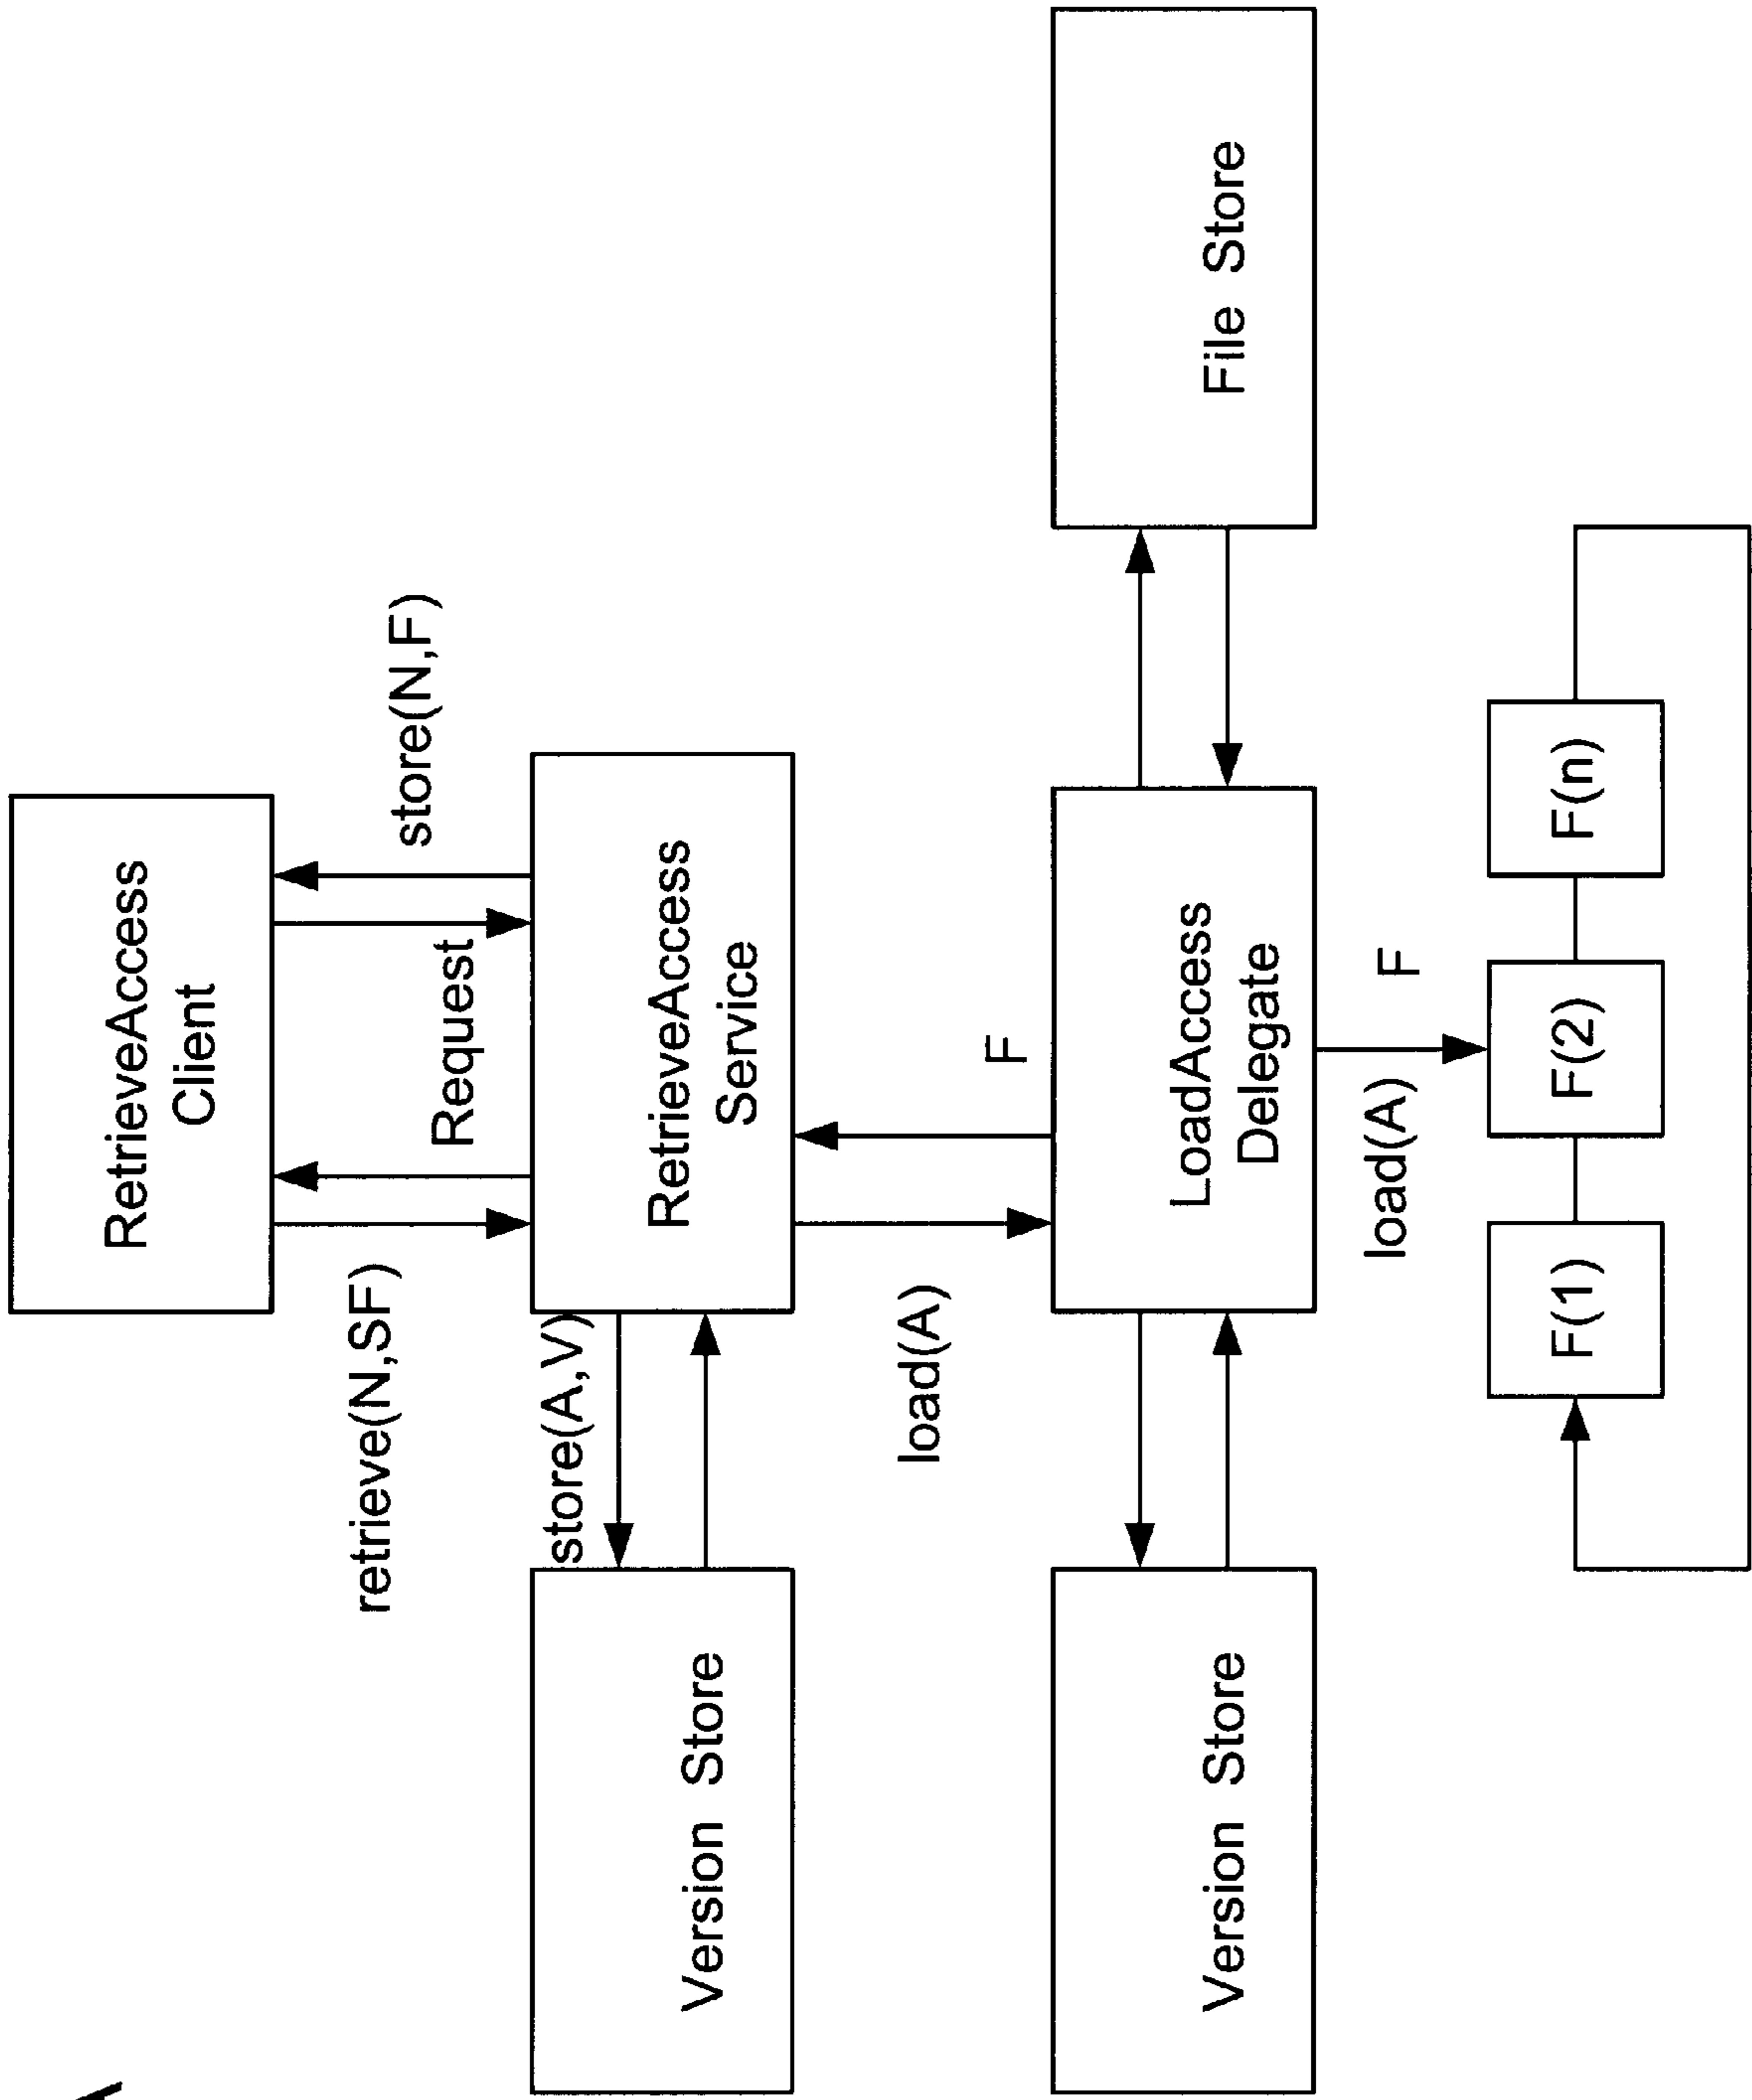 RetrieveAccess
Client
retrieve(N,SF)
Request
store(N,F)
store(A,V)
Version Store
RetrieveAccess
Service
load(A)
F
Version Store
LoadAccess
Delegate
File Store
load(A)
F
F(1)
F(2)
F(n)